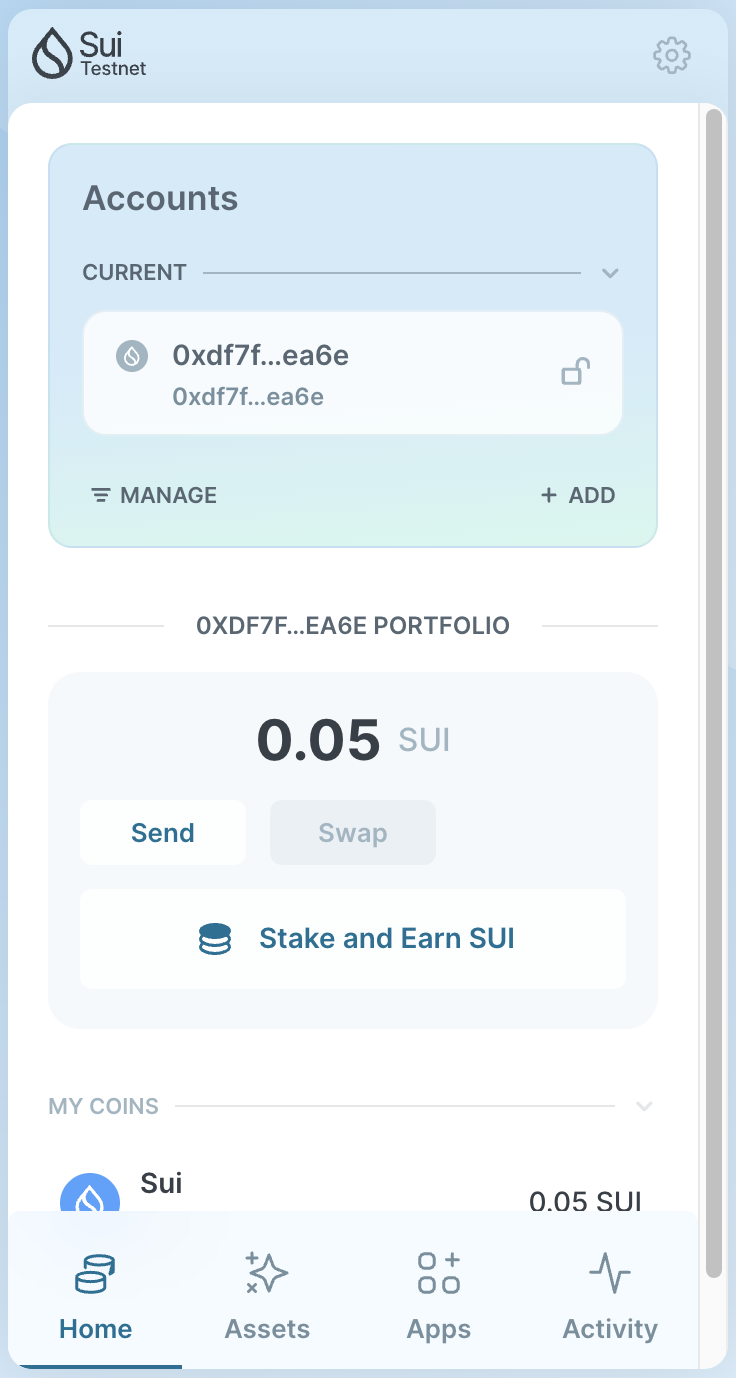 Sui
Testnet
Accounts
CURRENT
0xdf7f...ea6e
0xdf7f...ea6e
MANAGE
+ ADD
0XDF7F...EA6E PORTFOLIO
0.05 SUI
Send
Swap
Stake and Earn SUI
MY COINS
Sui
0.05 SUI
Home
Assets
Apps
Activity